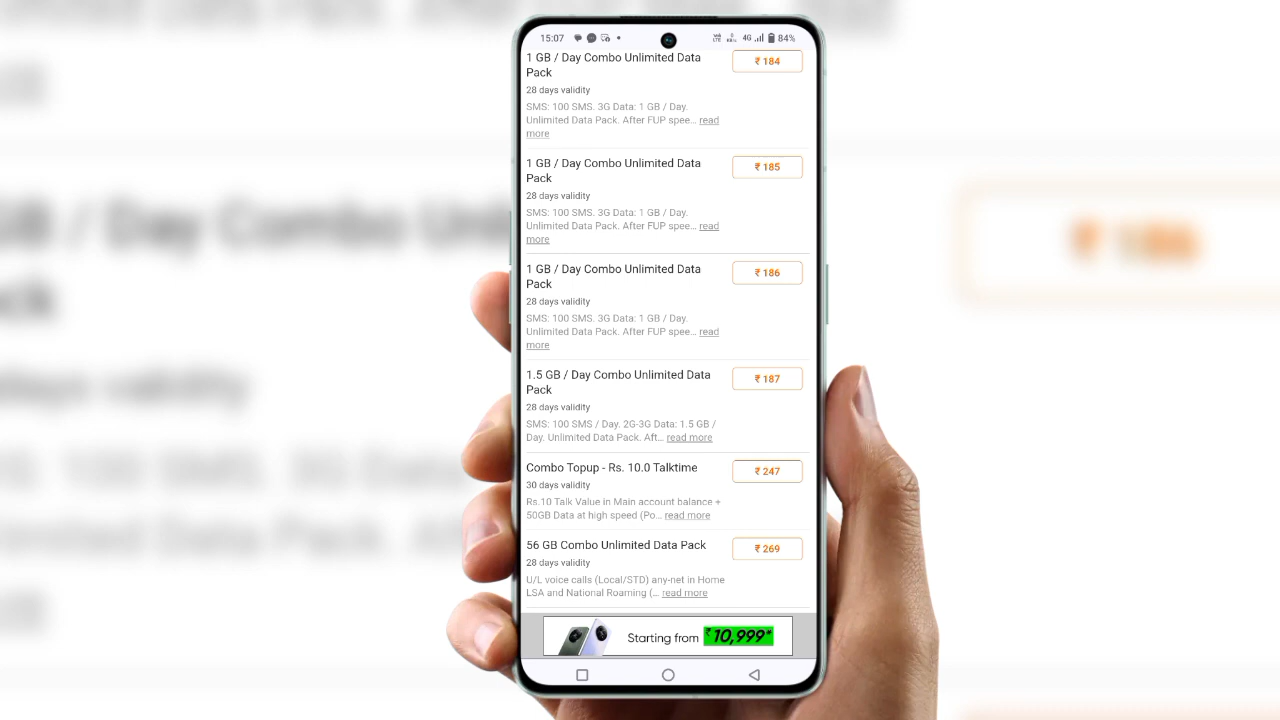 15:07
4G 84%
1 GB / Day Combo Unlimited Data
Pack
₹ 184
28 days validity
SMS: 100 SMS. 3G Data: 1 GB / Day.
Unlimited Data Pack. After FUP spee... read
more
1 GB / Day Combo Unlimited Data
Pack
₹ 185
28 days validity
SMS: 100 SMS. 3G Data: 1 GB / Day.
Unlimited Data Pack. After FUP spee... read
more
1 GB / Day Combo Unlimited Data
Pack
₹ 186
28 days validity
SMS: 100 SMS. 3G Data: 1 GB / Day.
Unlimited Data Pack. After FUP spee... read
more
1.5 GB / Day Combo Unlimited Data
Pack
₹ 187
28 days validity
SMS: 100 SMS / Day. 2G-3G Data: 1.5 GB /
Day. Unlimited Data Pack. Aft... read more
Combo Topup - Rs. 10.0 Talktime
₹ 247
30 days validity
Rs.10 Talk Value in Main account balance +
50GB Data at high speed (Po... read more
56 GB Combo Unlimited Data Pack
₹ 269
28 days validity
U/L voice calls (Local/STD) any-net in Home
LSA and National Roaming (... read more
Starting from ₹10,999*
GB / Day Combo Unl
₹ 186